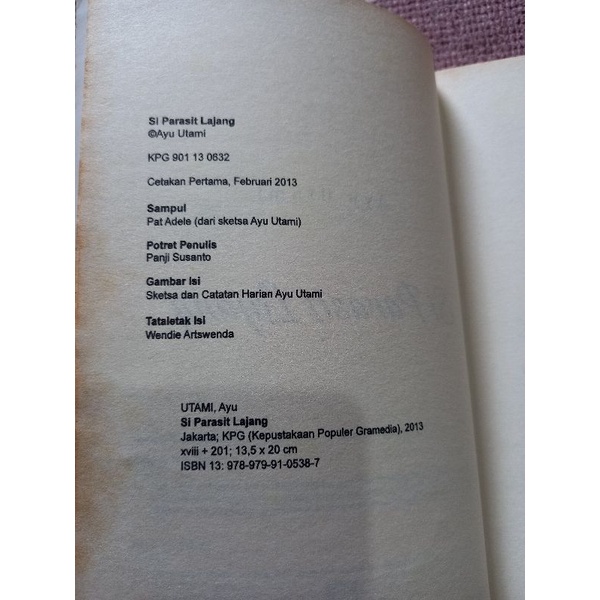 Si Parasit Lajang
©Ayu Utami
KPG 901 13 0632
Cetakan Pertama, Februari 2013
Sampul
Pat Adele (dari sketsa Ayu Utami)
Potret Penulis
Panji Susanto
Gambar Isi
Sketsa dan Catatan Harian Ayu Utami
Tataletak Isi
Wendie Artswenda
UTAMI, Ayu
Si Parasit Lajang
Jakarta; KPG (Kepustakaan Populer Gramedia), 2013
xviii + 201; 13,5 x 20 cm
ISBN 13: 978-979-91-0538-7